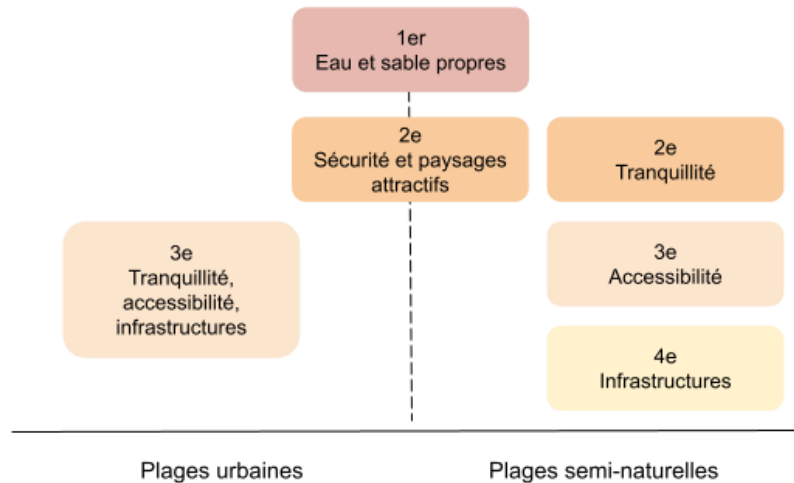 1er
Eau et sable propres
2e
Sécurité et paysages
attractifs
2e
Tranquillité
3e
Tranquillité,
accessibilité,
infrastructures
3e
Accessibilité
4e
Infrastructures
Plages urbaines
Plages semi-naturelles